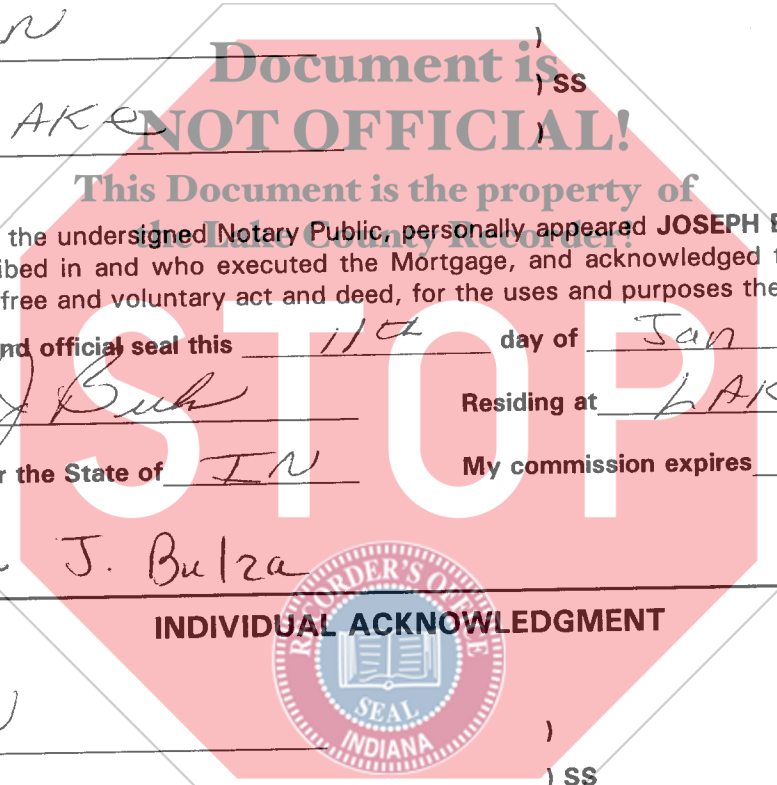 N )
Document is
) SS
AKe )
NOT OFFICIAL!
This Document is the property of
the Lake County Recorder!
the undersigned Notary Public, personally appeared JOSEPH
ibed in and who executed the Mortgage, and acknowledged
free and voluntary act and deed, for the uses and purposes the
nd official seal this 11th day of Jan
STOP
Residing at LAK
r the State of IN My commission expires
J. Bulza
RECORDER'S OFFICE
INDIVIDUAL ACKNOWLEDGMENT
SEAL
INDIANA
)
) SS